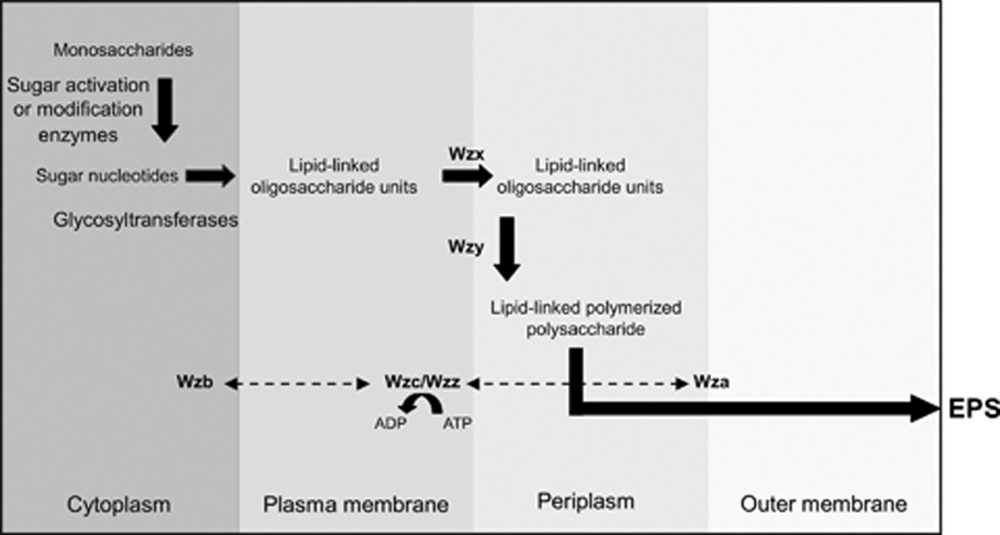 Monosaccharides
Sugar activation
or modification
enzymes
Sugar nucleotides
Glycosyltransferases
Lipid-linked
oligosaccharide units
Wzx
Lipid-linked
oligosaccharide units
Wzy
Lipid-linked polymerized
polysaccharide
Wzb
Wzc/Wzz
Wza
ADP
ATP
EPS
Cytoplasm
Plasma membrane
Periplasm
Outer membrane